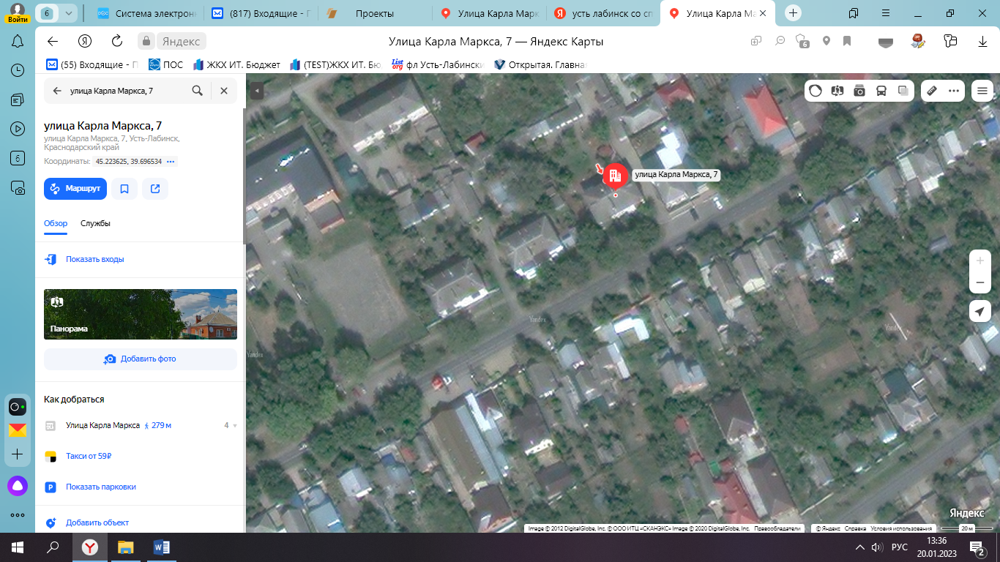 Войти
6
Система электрон
(817) Входящие - Г
Проекты
Улица Карла Марк
усть лабинск со сп
Улица Карла Ма
Яндекс
Улица Карла Маркса, 7 — Яндекс Карты
6
(55) Входящие - П
ПОС
ЖКХ ИТ. Бюджет
(TEST)ЖКХ ИТ. Бю
List org
фл Усть-Лабински
Открытая. Главна
улица Карла Маркса, 7
улица Карла Маркса, 7
улица Карла Маркса, 7, Усть-Лабинск,
Краснодарский край
Координаты: 45.223625, 39.696534
Маршрут
Обзор
Службы
Показать входы
Панорама
Добавить фото
Как добраться
Улица Карла Маркса 279 м 4
Такси от 59₽
P Показать парковки
Добавить объект
6
улица Карла Маркса, 7
Yandex
Yandex
Yandex
Яндекс
Image © 2012 DigitalGlobe, Inc. © ООО ИТЦ «СКАНЭКС» Image © 2020 DigitalGlobe, Inc. Правообладатели
© Яндекс Справка Условия использования
20 м
РУС
13:36
20.01.2023
2